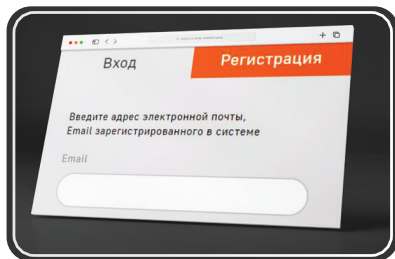 Вход
Регистрация
Введите адрес электронной почты,
Email зарегистрированного в системе
Email